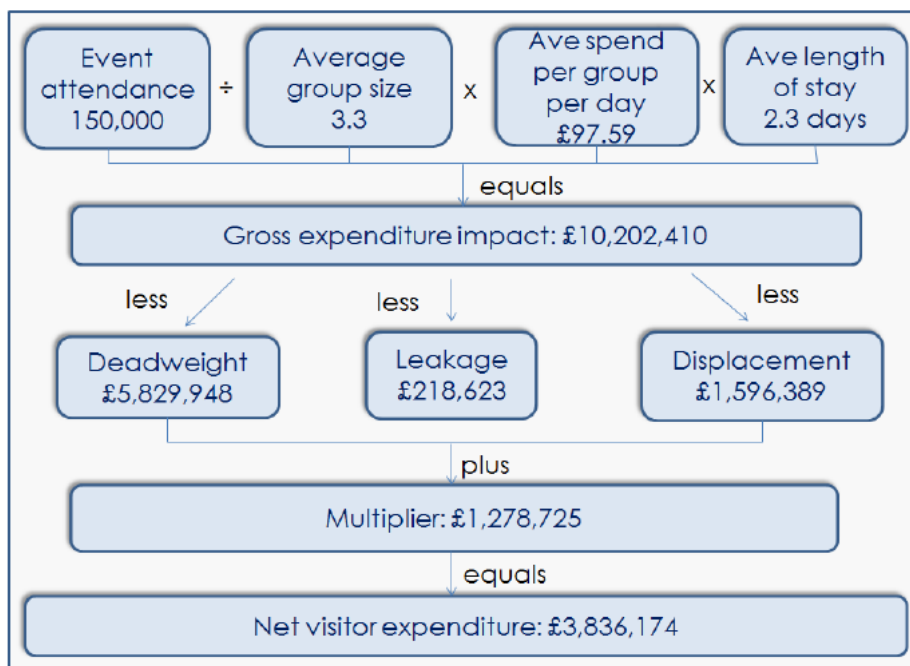 Event
attendance
150,000
÷
Average
group size
3.3
x
Ave spend
per group
per day
£97.59
x
Ave length
of stay
2.3 days
equals
Gross expenditure impact: £10,202,410
less
less
less
Deadweight
£5,829,948
Leakage
£218,623
Displacement
£1,596,389
plus
Multiplier: £1,278,725
equals
Net visitor expenditure: £3,836,174